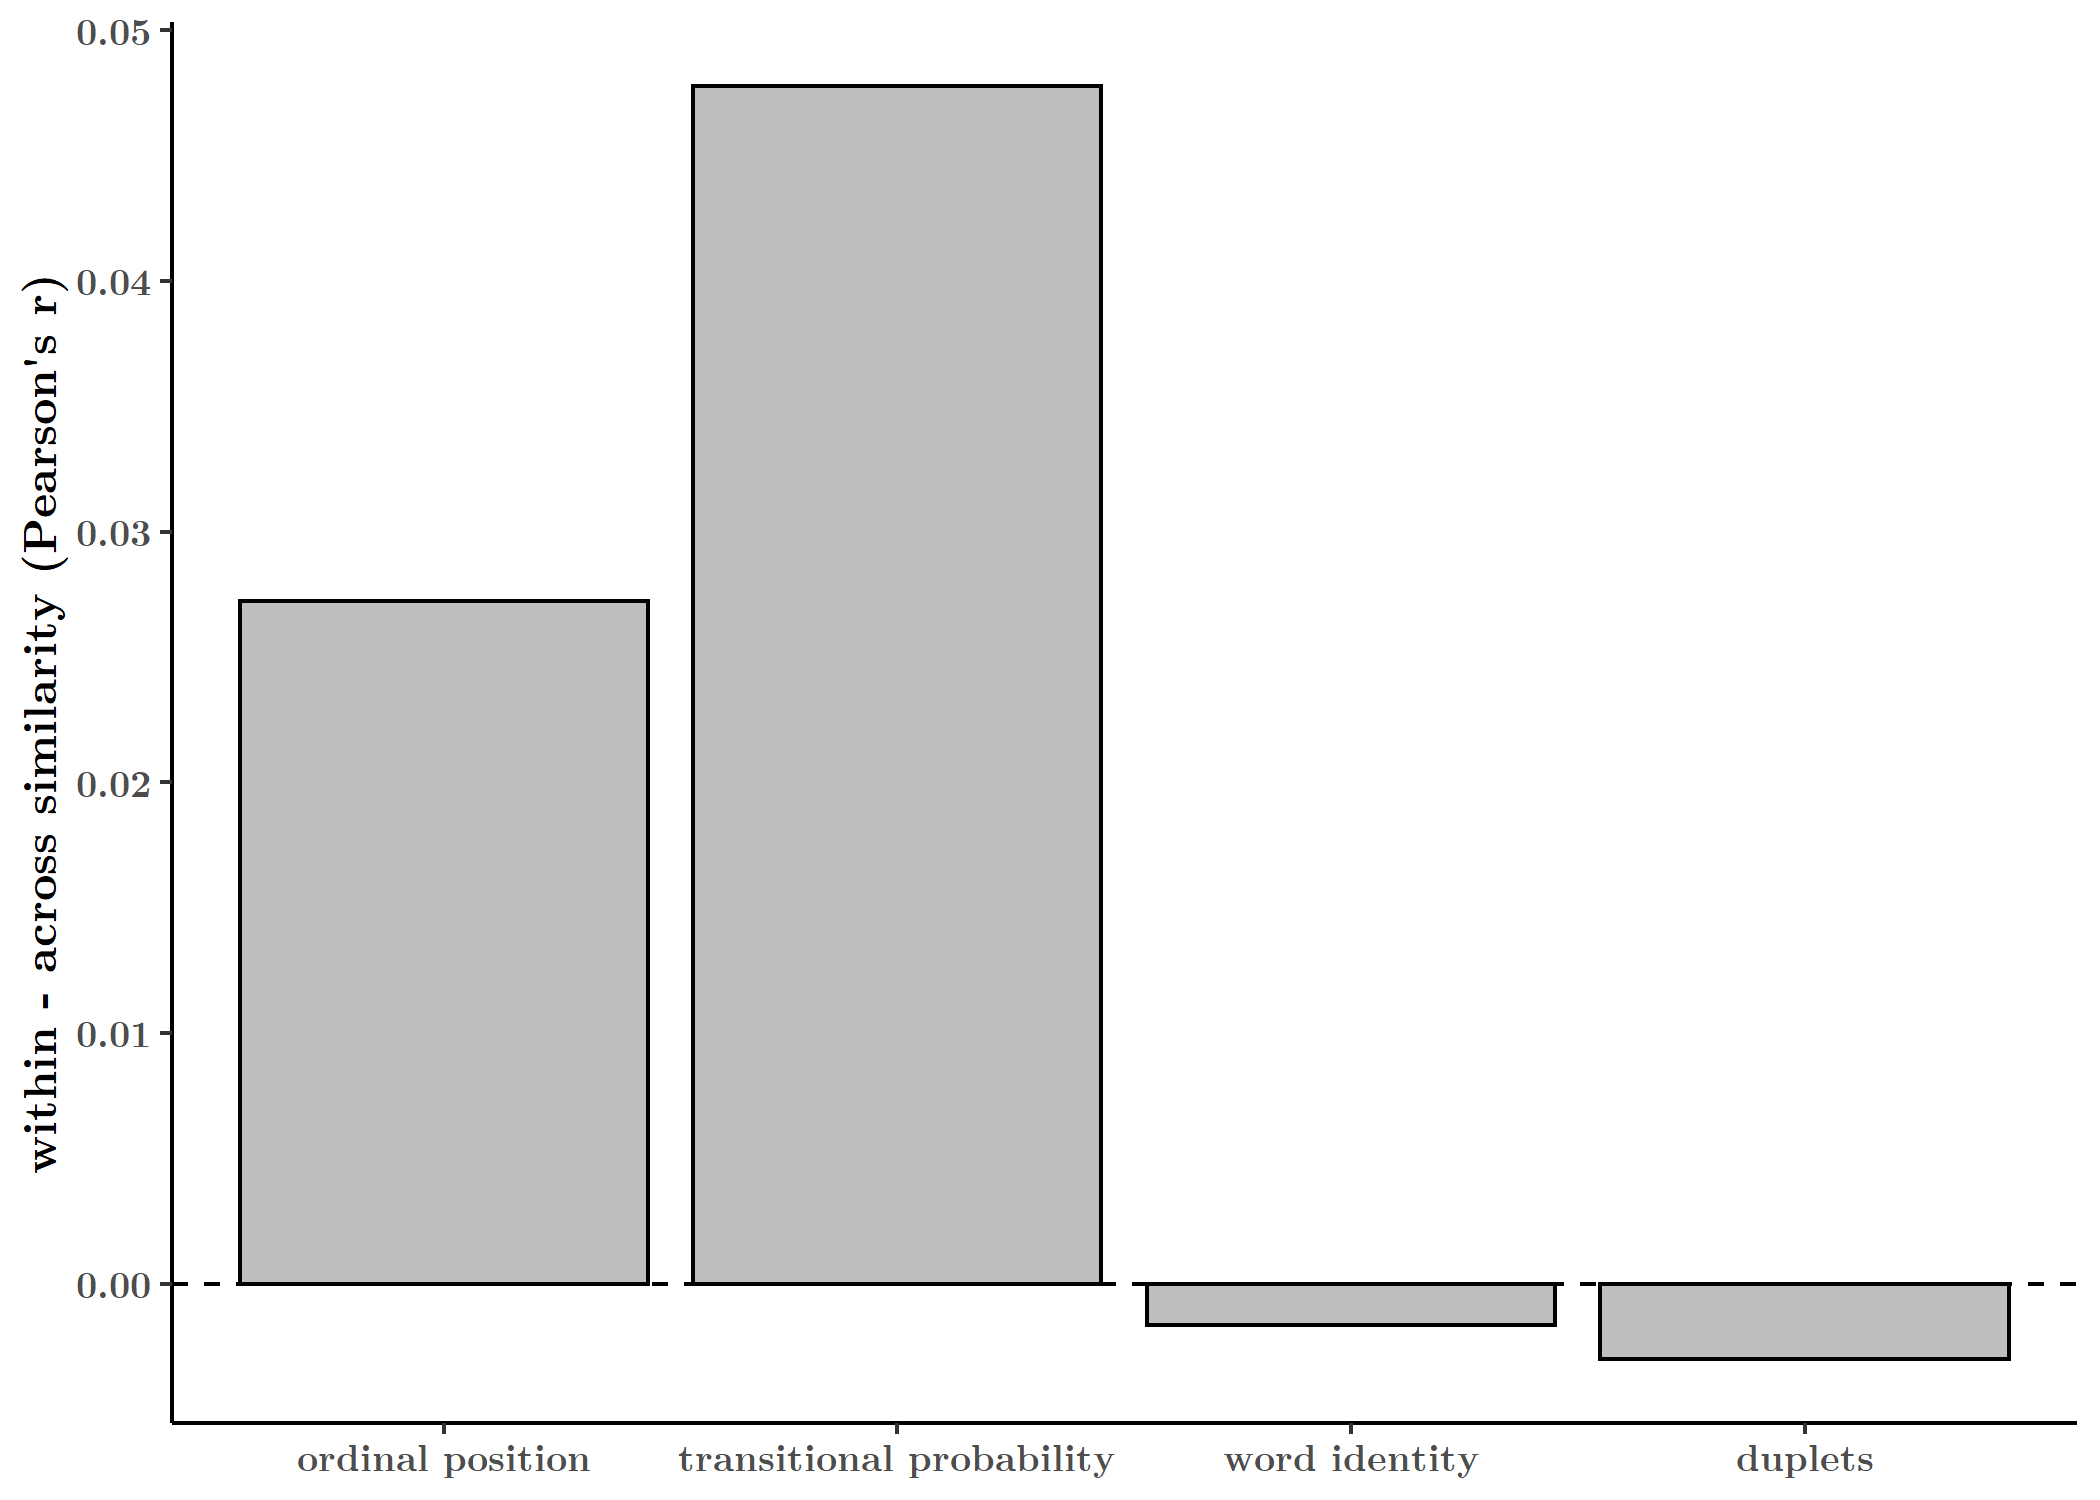 within - across similarity (Pearson's r)
0.05
0.04
0.03
0.02
0.01
0.00
ordinal position
transitional probability
word identity
duplets